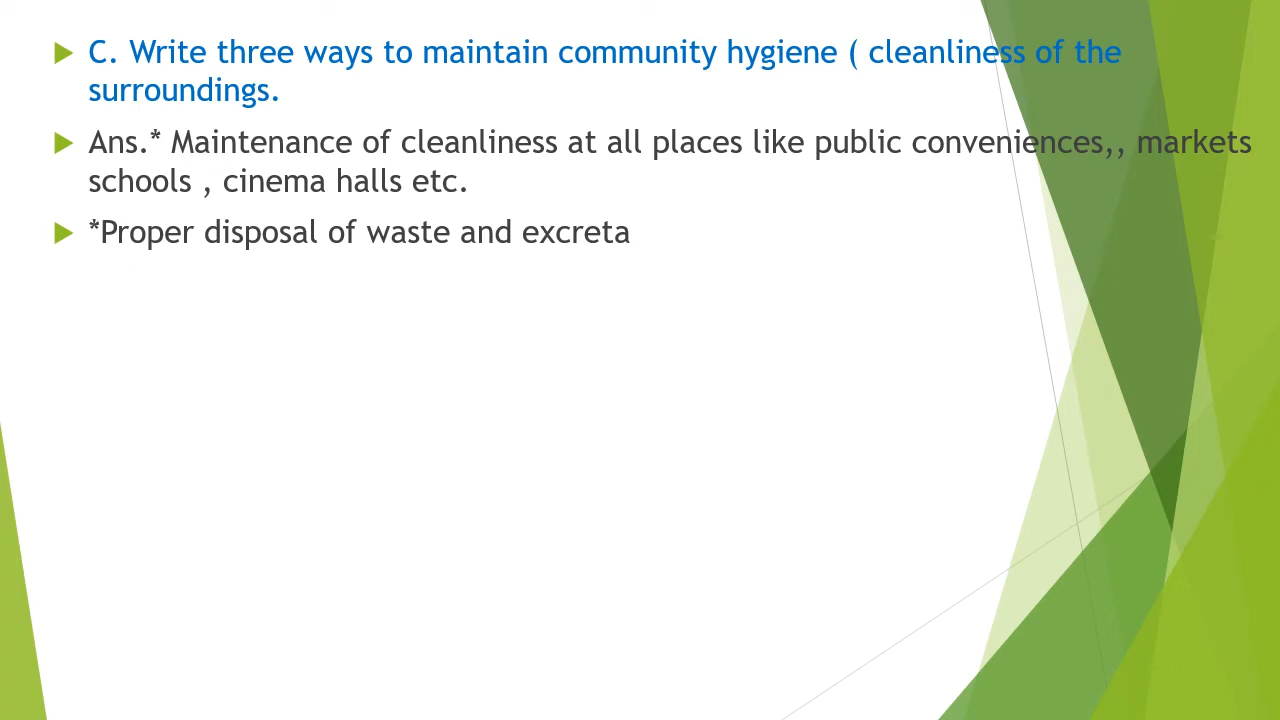 C. Write three ways to maintain community hygiene ( cleanliness of the
surroundings.
Ans.* Maintenance of cleanliness at all places like public conveniences,, markets
schools , cinema halls etc.
*Proper disposal of waste and excreta